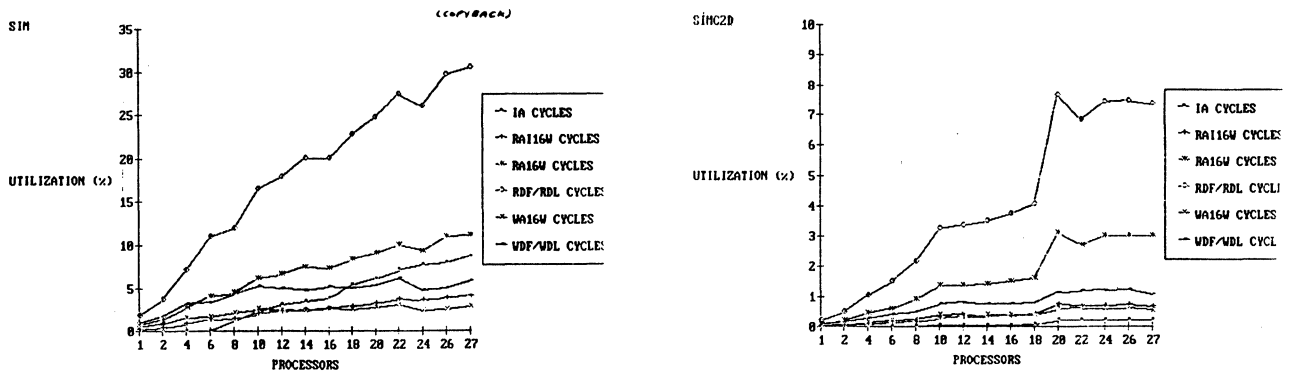 SIM
(COPYBACK)
35
30
25
20
15
10
5
0
UTILIZATION (%)
1 2 4 6 8 10 12 14 16 18 20 22 24 26 27
PROCESSORS
IA CYCLES
RAI16W CYCLES
RA16W CYCLES
RDF/RDL CYCLES
WA16W CYCLES
WDF/WDL CYCLES
SIMC2D
10
9
8
7
6
5
4
3
2
1
0
UTILIZATION (%)
1 2 4 6 8 10 12 14 16 18 20 22 24 26 27
PROCESSORS
IA CYCLES
RAI16W CYCLES
RA16W CYCLES
RDF/RDL CYCL
WA16W CYCLES
WDF/WDL CYCL